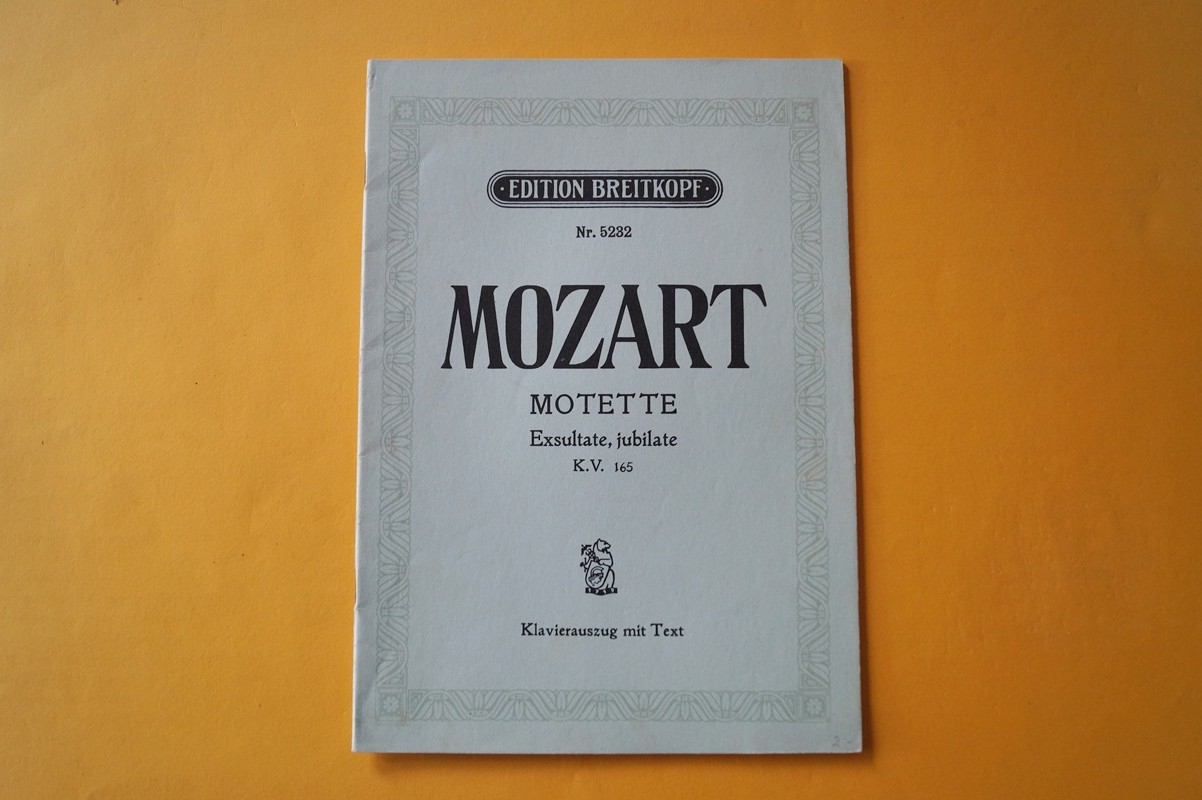 · EDITION BREITKOPF ·
Nr. 5232
MOZART
MOTETTE
Exsultate, jubilate
K.V. 165
Klavierauszug mit Text